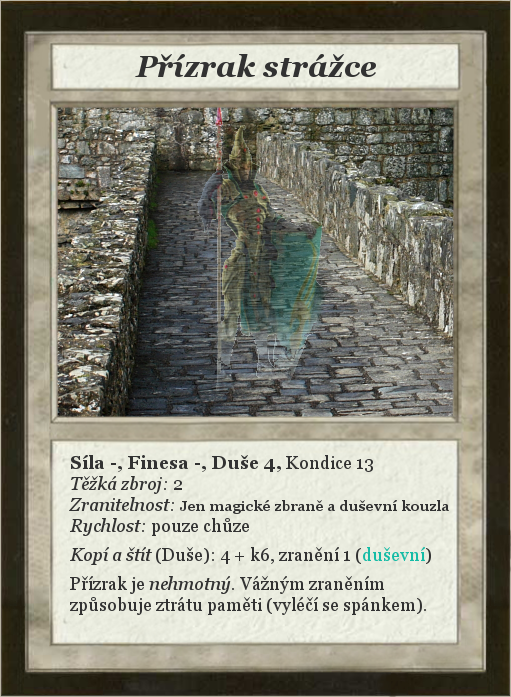 Přízrak strážce
Síla -, Finesa -, Duše 4, Kondice 13
Těžká zbroj: 2
Zranitelnost: Jen magické zbraně a duševní kouzla
Rychlost: pouze chůze
Kopí a štít (Duše): 4 + k6, zranění 1 (duševní)
Přízrak je nehmotný. Vážným zraněním
způsobuje ztrátu paměti (vyléčí se spánkem).